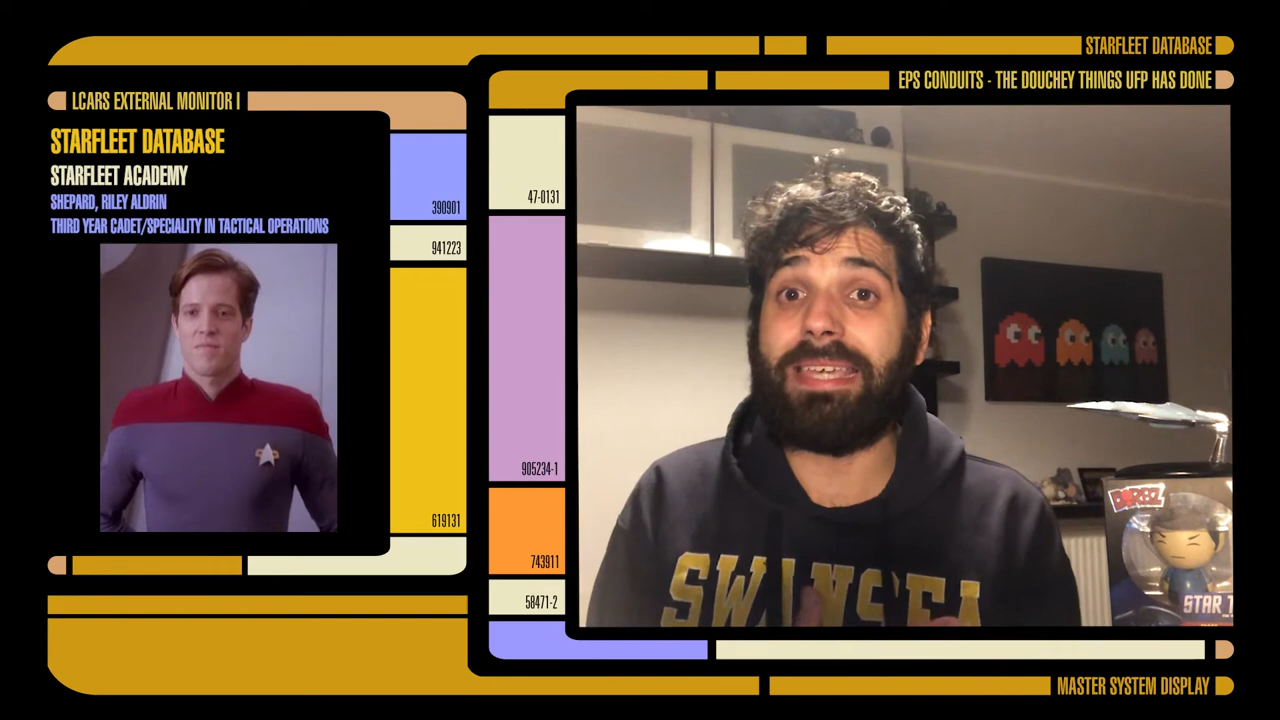 STARFLEET DATABASE
EPS CONDUITS - THE DOUCHEY THINGS UFP HAS DONE
LCARS EXTERNAL MONITOR I
STARFLEET DATABASE
STARFLEET ACADEMY
SHEPARD, RILEY ALDRIN
THIRD YEAR CADET/SPECIALITY IN TACTICAL OPERATIONS
390901
941223
619131
47-0131
905234-1
743911
58471-2
SWANSEA
DORBZ
STAR T
MASTER SYSTEM DISPLAY